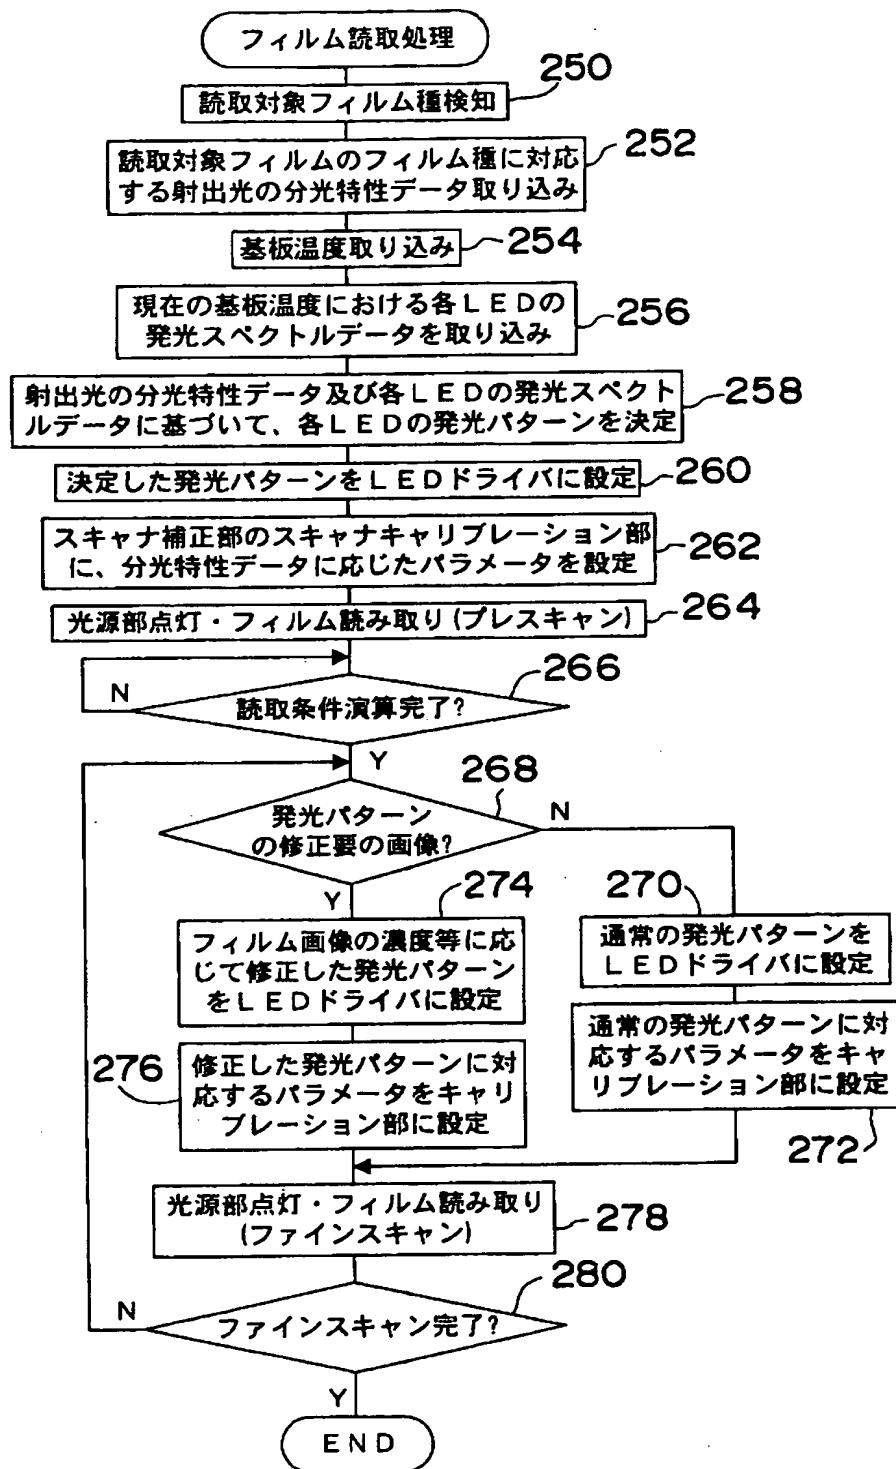 フィルム読取処理
250
読取対象フィルム種検知
252
読取対象フィルムのフィルム種に対応
する射出光の分光特性データ取り込み
基板温度取り込み
254
現在の基板温度における各LEDの
発光スペクトルデータを取り込み
256
射出光の分光特性データ及び各LEDの発光スペクト
ルデータに基づいて、各LEDの発光パターンを決定
258
決定した発光パターンをLEDドライバに設定
260
スキャナ補正部のスキャナキャリブレーション部
に、分光特性データに応じたパラメータを設定
262
光源部点灯・フィルム読み取り(プレスキャン)
264
266
N
読取条件演算完了?
Y
268
発光パターン
の修正要の画像?
N
Y
274
フィルム画像の濃度等に応
じて修正した発光パターン
をLEDドライバに設定
270
通常の発光パターンを
LEDドライバに設定
276
修正した発光パターンに対
応するパラメータをキャリ
ブレーション部に設定
通常の発光パターンに対
応するパラメータをキャ
リブレーション部に設定
272
光源部点灯・フィルム読み取り
(ファインスキャン)
278
280
N
ファインスキャン完了?
Y
END